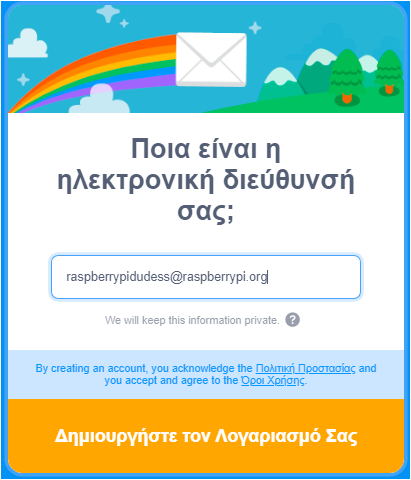 Ποια είναι η
ηλεκτρονική διεύθυνσή
σας;
raspberrypidudess@raspberrypi.org
We will keep this information private. ?
By creating an account, you acknowledge the Πολιτική Προστασίας and
you accept and agree to the Όροι Χρήσης.
Δημιουργήστε τον Λογαριασμό Σας